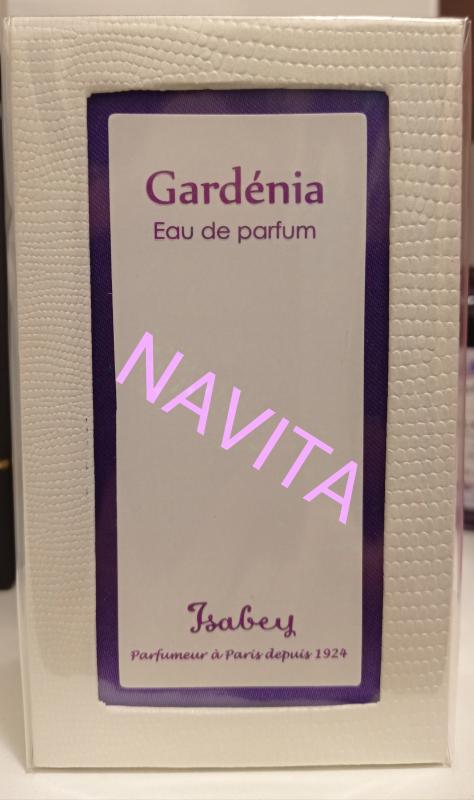 Gardénia
Eau de parfum
NAVITA
Isabey
Parfumeur à Paris depuis 1924